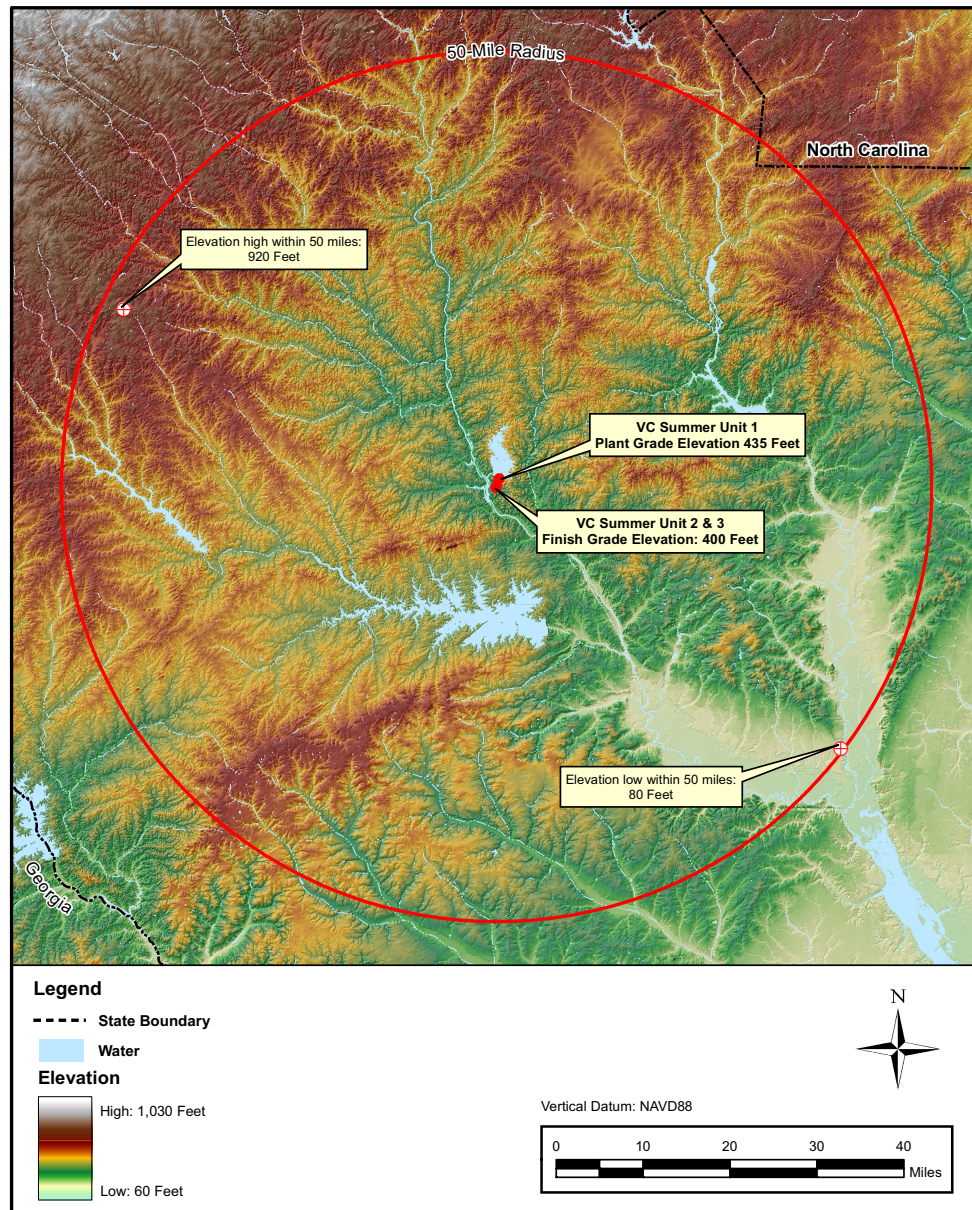 50-Mile Radius
North Carolina
Elevation high within 50 miles:
920 Feet
VC Summer Unit 1
Plant Grade Elevation 435 Feet
VC Summer Unit 2 & 3
Finish Grade Elevation: 400 Feet
Elevation low within 50 miles:
80 Feet
Georgia
Legend
State Boundary
Water
Elevation
High: 1,030 Feet
Low: 60 Feet
N
Vertical Datum: NAVD88
0 10 20 30 40
Miles